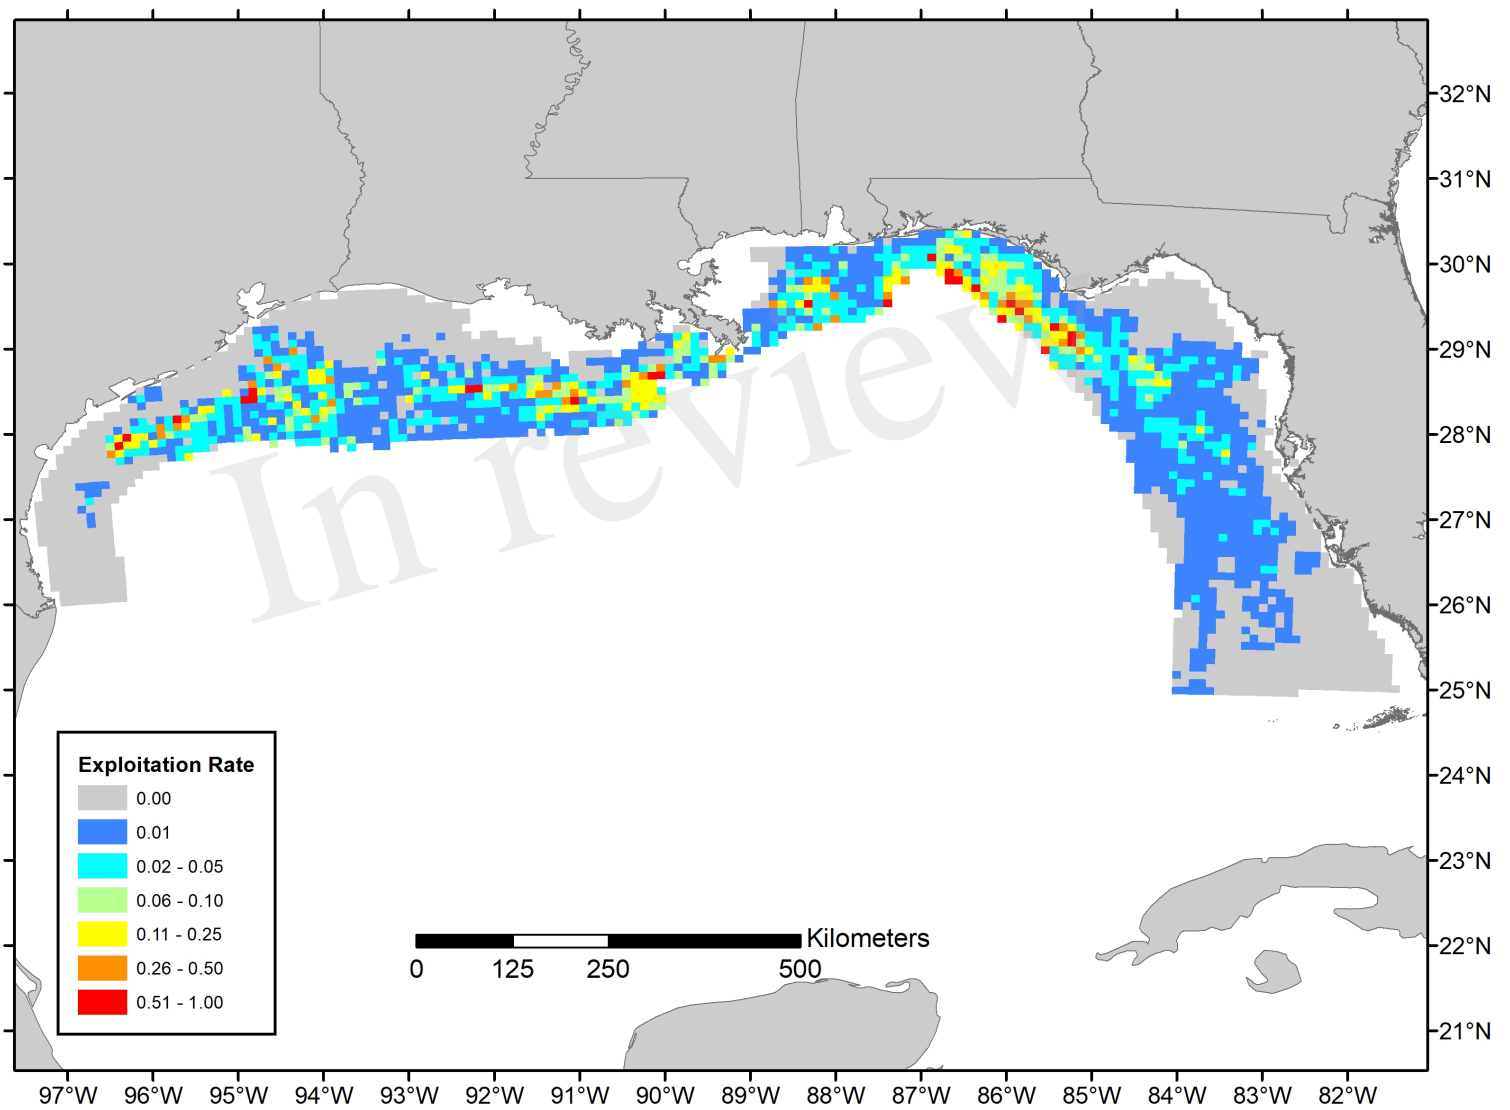 32°N
31°N
30°N
29°N
28°N
27°N
26°N
25°N
24°N
23°N
22°N
21°N
In review
Exploitation Rate
0.00
0.01
0.02 - 0.05
0.06 - 0.10
0.11 - 0.25
0.26 - 0.50
0.51 - 1.00
Kilometers
0 125 250 500
97°W 96°W 95°W 94°W 93°W 92°W 91°W 90°W 89°W 88°W 87°W 86°W 85°W 84°W 83°W 82°W